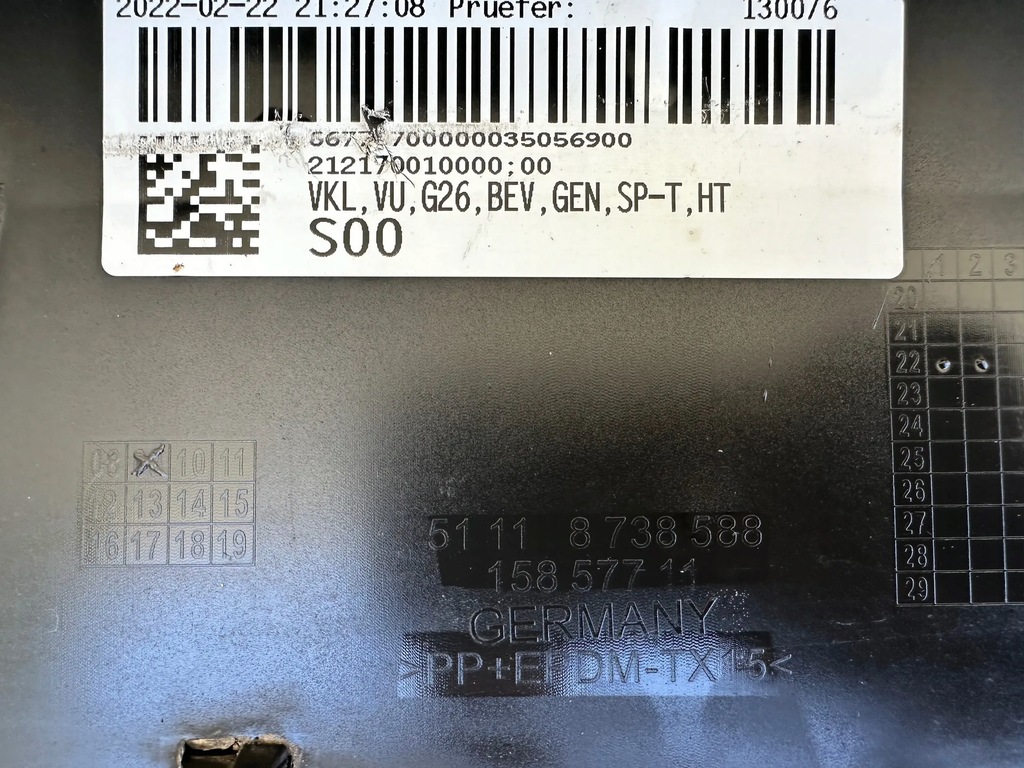 2022-02-22 21:27:08 Pruefer: 130076
700000035056900
212170010000;00
VKL,VU,G26,BEV,GEN,SP-T,HT
S00
1 2 3
20
21
22
23
24
25
26
27
28
29
08 10 11
12 13 14 15
16 17 18 19
51 11 8 738 588
158 577 11
GERMANY
>PP+EPDM-TX15<